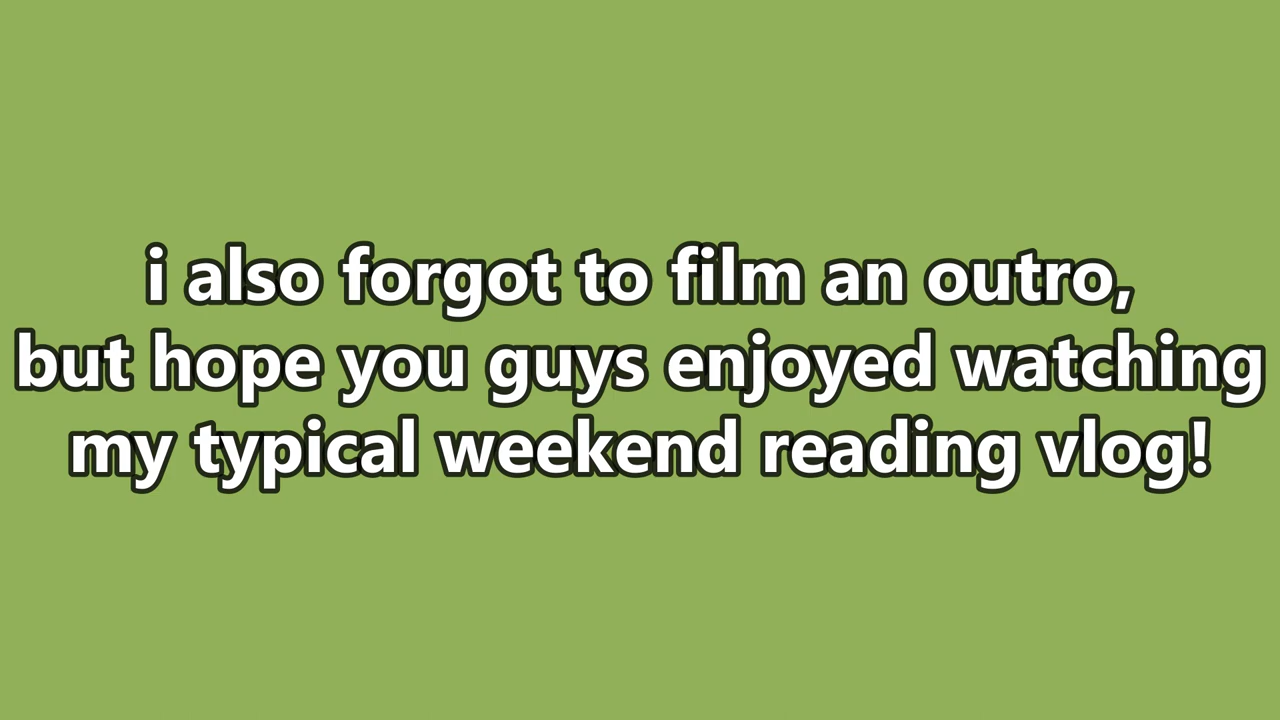 i also forgot to film an outro,
but hope you guys enjoyed watching
my typical weekend reading vlog!